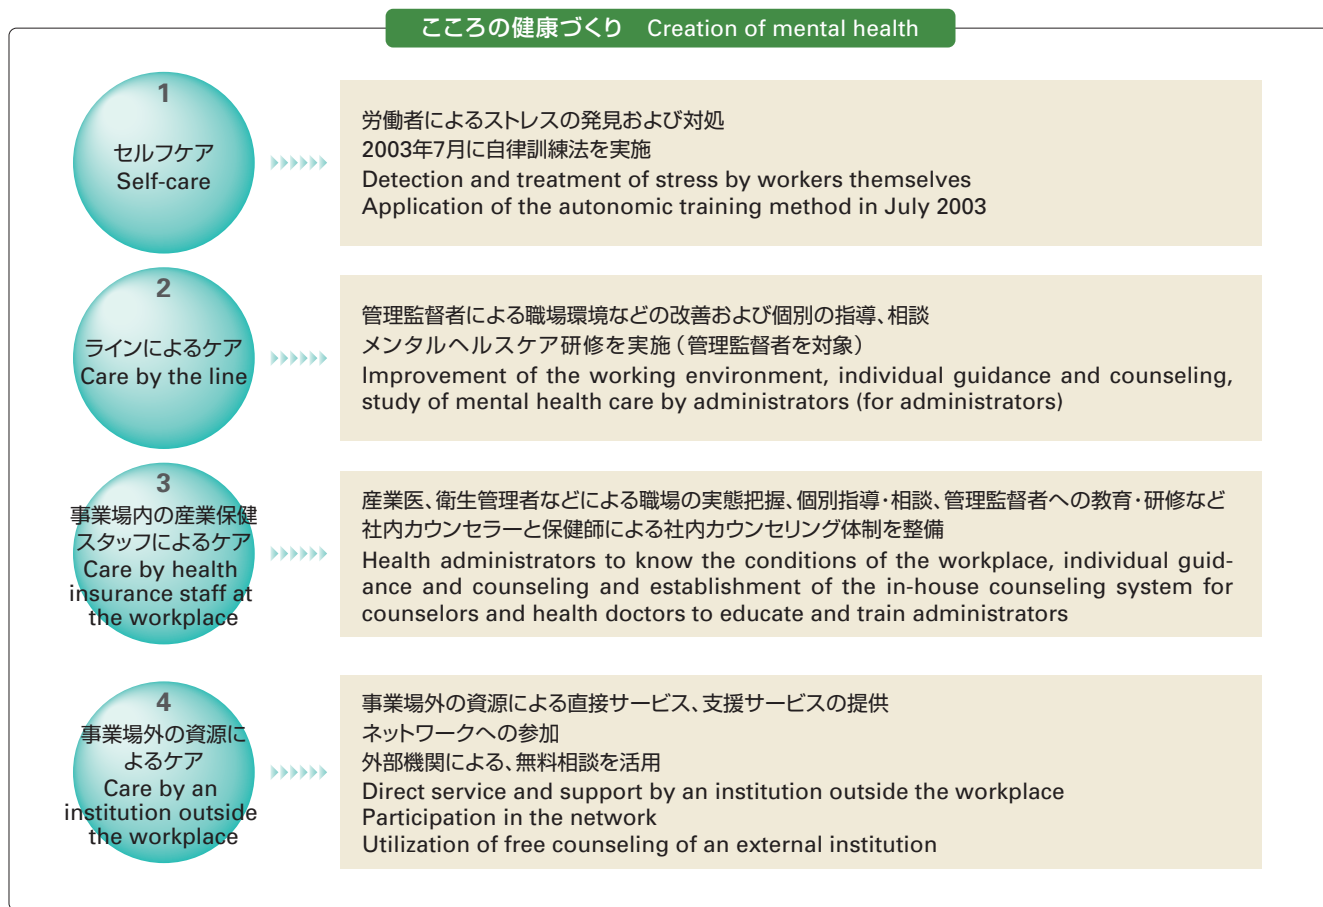 こころの健康づくり Creation of mental health
1
セルフケア
Self-care
労働者によるストレスの発見および対処
2003年7月に自律訓練法を実施
Detection and treatment of stress by workers themselves
Application of the autonomic training method in July 2003
2
ラインによるケア
Care by the line
管理監督者による職場環境などの改善および個別の指導、相談
メンタルヘルスケア研修を実施（管理監督者を対象）
Improvement of the working environment, individual guidance and counseling,
study of mental health care by administrators (for administrators)
3
事業場内の産業保健
スタッフによるケア
Care by health
insurance staff at
the workplace
産業医、衛生管理者などによる職場の実態把握、個別指導・相談、管理監督者への教育・研修など
社内カウンセラーと保健師による社内カウンセリング体制を整備
Health administrators to know the conditions of the workplace, individual guid-
ance and counseling and establishment of the in-house counseling system for
counselors and health doctors to educate and train administrators
4
事業場外の資源に
よるケア
Care by an
institution outside
the workplace
事業場外の資源による直接サービス、支援サービスの提供
ネットワークへの参加
外部機関による、無料相談を活用
Direct service and support by an institution outside the workplace
Participation in the network
Utilization of free counseling of an external institution